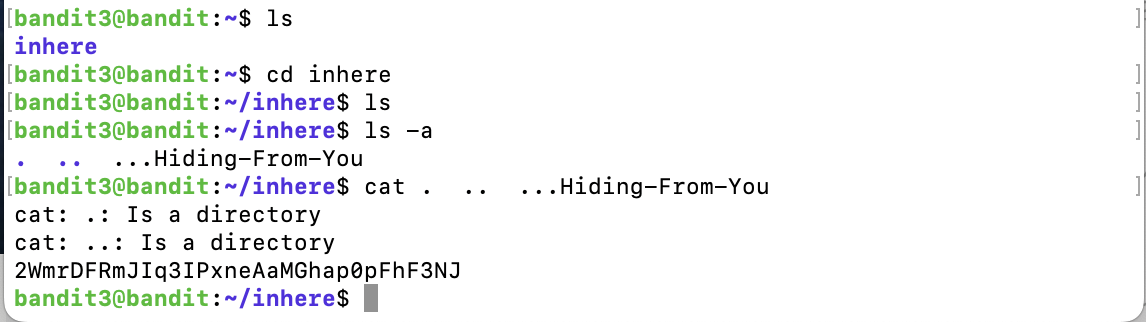 [bandit3@bandit:~$ ls ]
inhere
[bandit3@bandit:~$ cd inhere ]
[bandit3@bandit:~/inhere$ ls ]
[bandit3@bandit:~/inhere$ ls -a ]
.  ..  ...Hiding-From-You
[bandit3@bandit:~/inhere$ cat .  ..  ...Hiding-From-You ]
cat: .: Is a directory
cat: ..: Is a directory
2WmrDFRmJIq3IPxneAaMGhap0pFhF3NJ
bandit3@bandit:~/inhere$